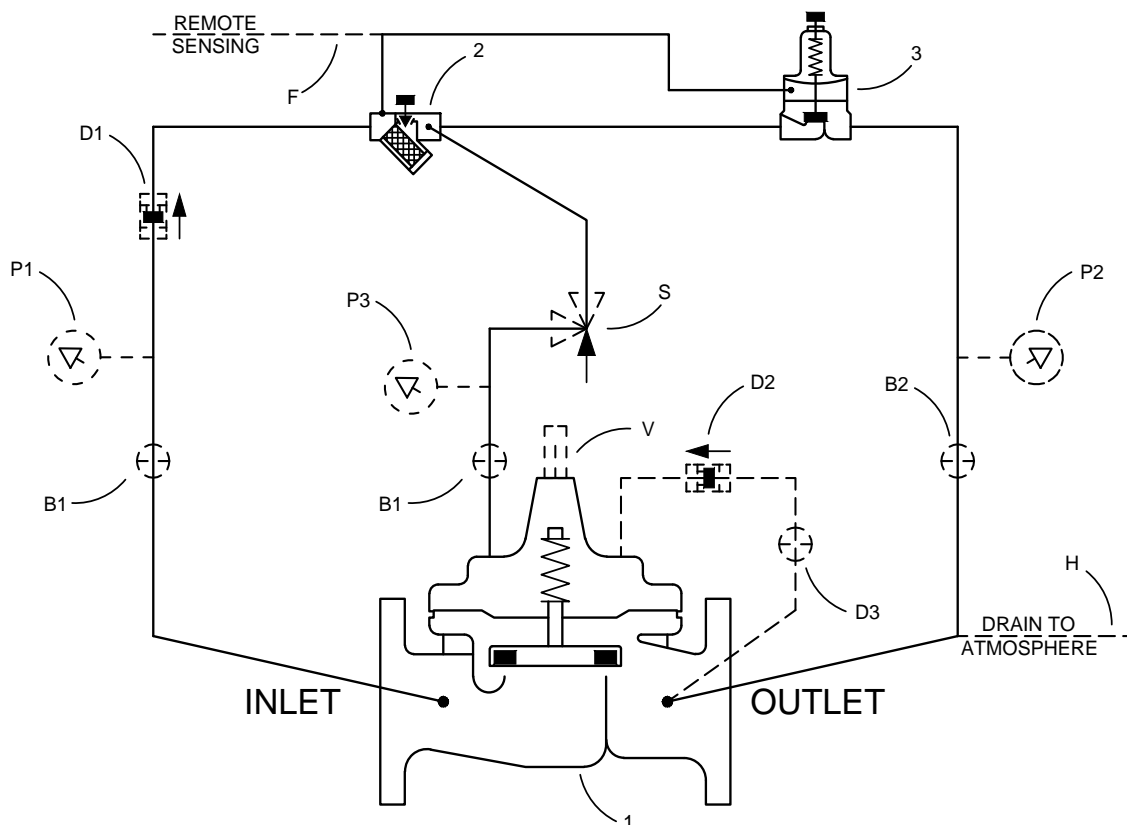 REMOTE
SENSING
F
2
3
D1
P1
P3
S
P2
D2
B2
V
B1
B1
H
D3
DRAIN TO
ATMOSPHERE
INLET
OUTLET
1